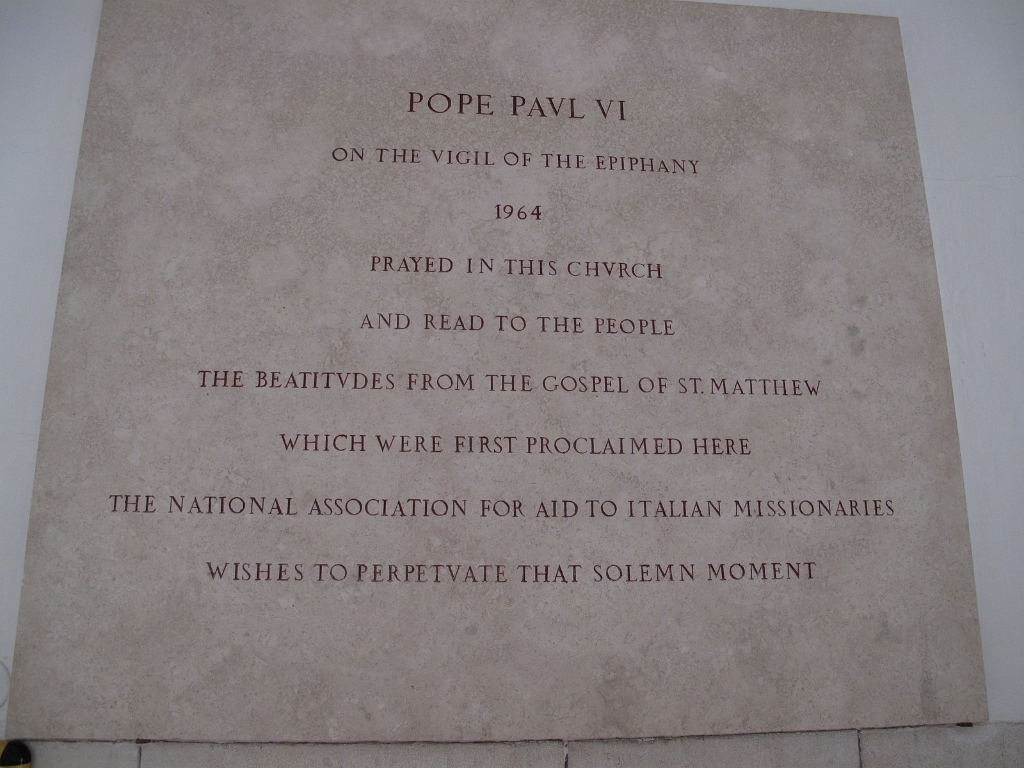 POPE PAVL VI
ON THE VIGIL OF THE EPIPHANY
1964
PRAYED IN THIS CHVRCH
AND READ TO THE PEOPLE
THE BEATITVDES FROM THE GOSPEL OF ST. MATTHEW
WHICH WERE FIRST PROCLAIMED HERE
THE NATIONAL ASSOCIATION FOR AID TO ITALIAN MISSIONARIES
WISHES TO PERPETVATE THAT SOLEMN MOMENT